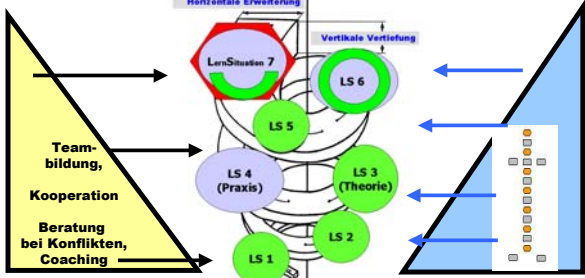 Horizontale Erweiterung
Vertikale Vertiefung
LernSituation 7
LS 6
LS 5
Team-
bildung,
Kooperation
Beratung
bei Konflikten,
Coaching
LS 4
(Praxis)
LS 3
(Theorie)
LS 2
LS 1